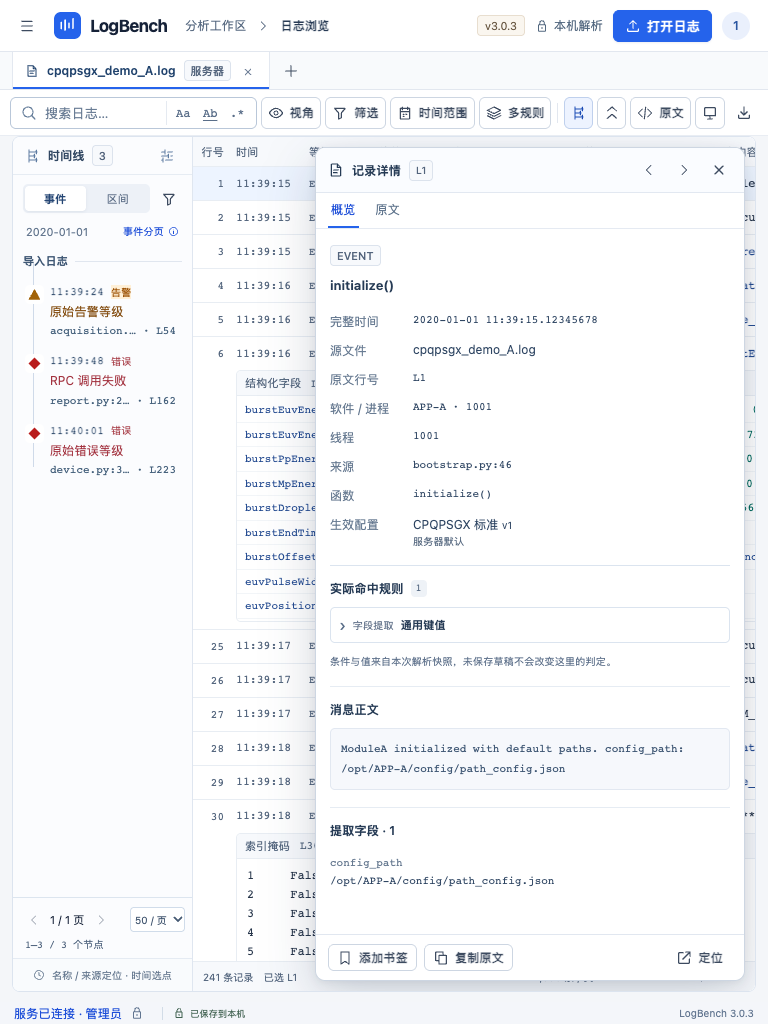 LogBench 分析工作区 日志浏览 v3.0.3 本机解析 打开日志 1
cpqpsgx_demo_A.log 服务器
搜索日志… Aa Ab .* 视角 筛选 时间范围 多规则 原文
时间线 3
事件 区间
2020-01-01 事件分页
导入日志
11:39:24 告警
原始告警等级
acquisition.… · L54
11:39:48 错误
RPC 调用失败
report.py:2… · L162
11:40:01 错误
原始错误等级
device.py:3… · L223
1 / 1 页 50 / 页
1–3 / 3 个节点
名称 / 来源定位 · 时间选点
行号 时间
1 11:39:15
2 11:39:15
3 11:39:15
4 11:39:16
5 11:39:16
6 11:39:16
结构化字段
burstEuvEne
burstEuvEne
burstPpEner
burstMpEner
burstDrople
burstEndTim
burstOffset
euvPulseWid
euvPosition
25 11:39:17
26 11:39:17
27 11:39:17
28 11:39:18
29 11:39:18
30 11:39:18
索引掩码 L30
1 Fals
2 Fals
3 Fals
4 Fals
5 Fals
241 条记录 已选 L1
记录详情 L1
概览 原文
EVENT
initialize()
完整时间 2020-01-01 11:39:15.12345678
源文件 cpqpsgx_demo_A.log
原文行号 L1
软件 / 进程 APP-A · 1001
线程 1001
来源 bootstrap.py:46
函数 initialize()
生效配置 CPQPSGX 标准 v1
服务器默认
实际命中规则 1
字段提取 通用键值
条件与值来自本次解析快照，未保存草稿不会改变这里的判定。
消息正文
ModuleA initialized with default paths. config_path:
/opt/APP-A/config/path_config.json
提取字段 · 1
config_path
/opt/APP-A/config/path_config.json
添加书签 复制原文 定位
服务已连接 · 管理员 已保存到本机 LogBench 3.0.3